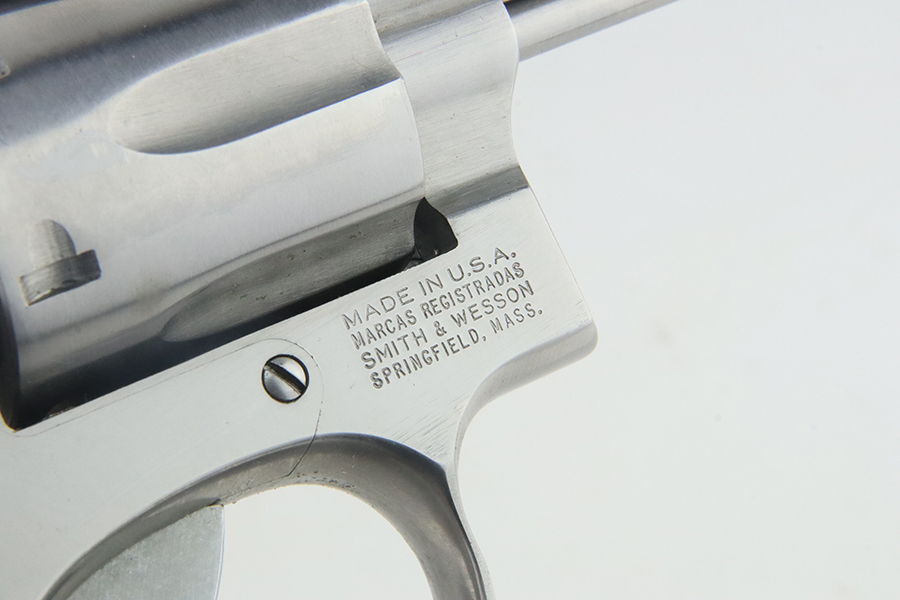 MADE IN U.S.A.
MARCAS REGISTRADAS
SMITH & WESSON
SPRINGFIELD, MASS.